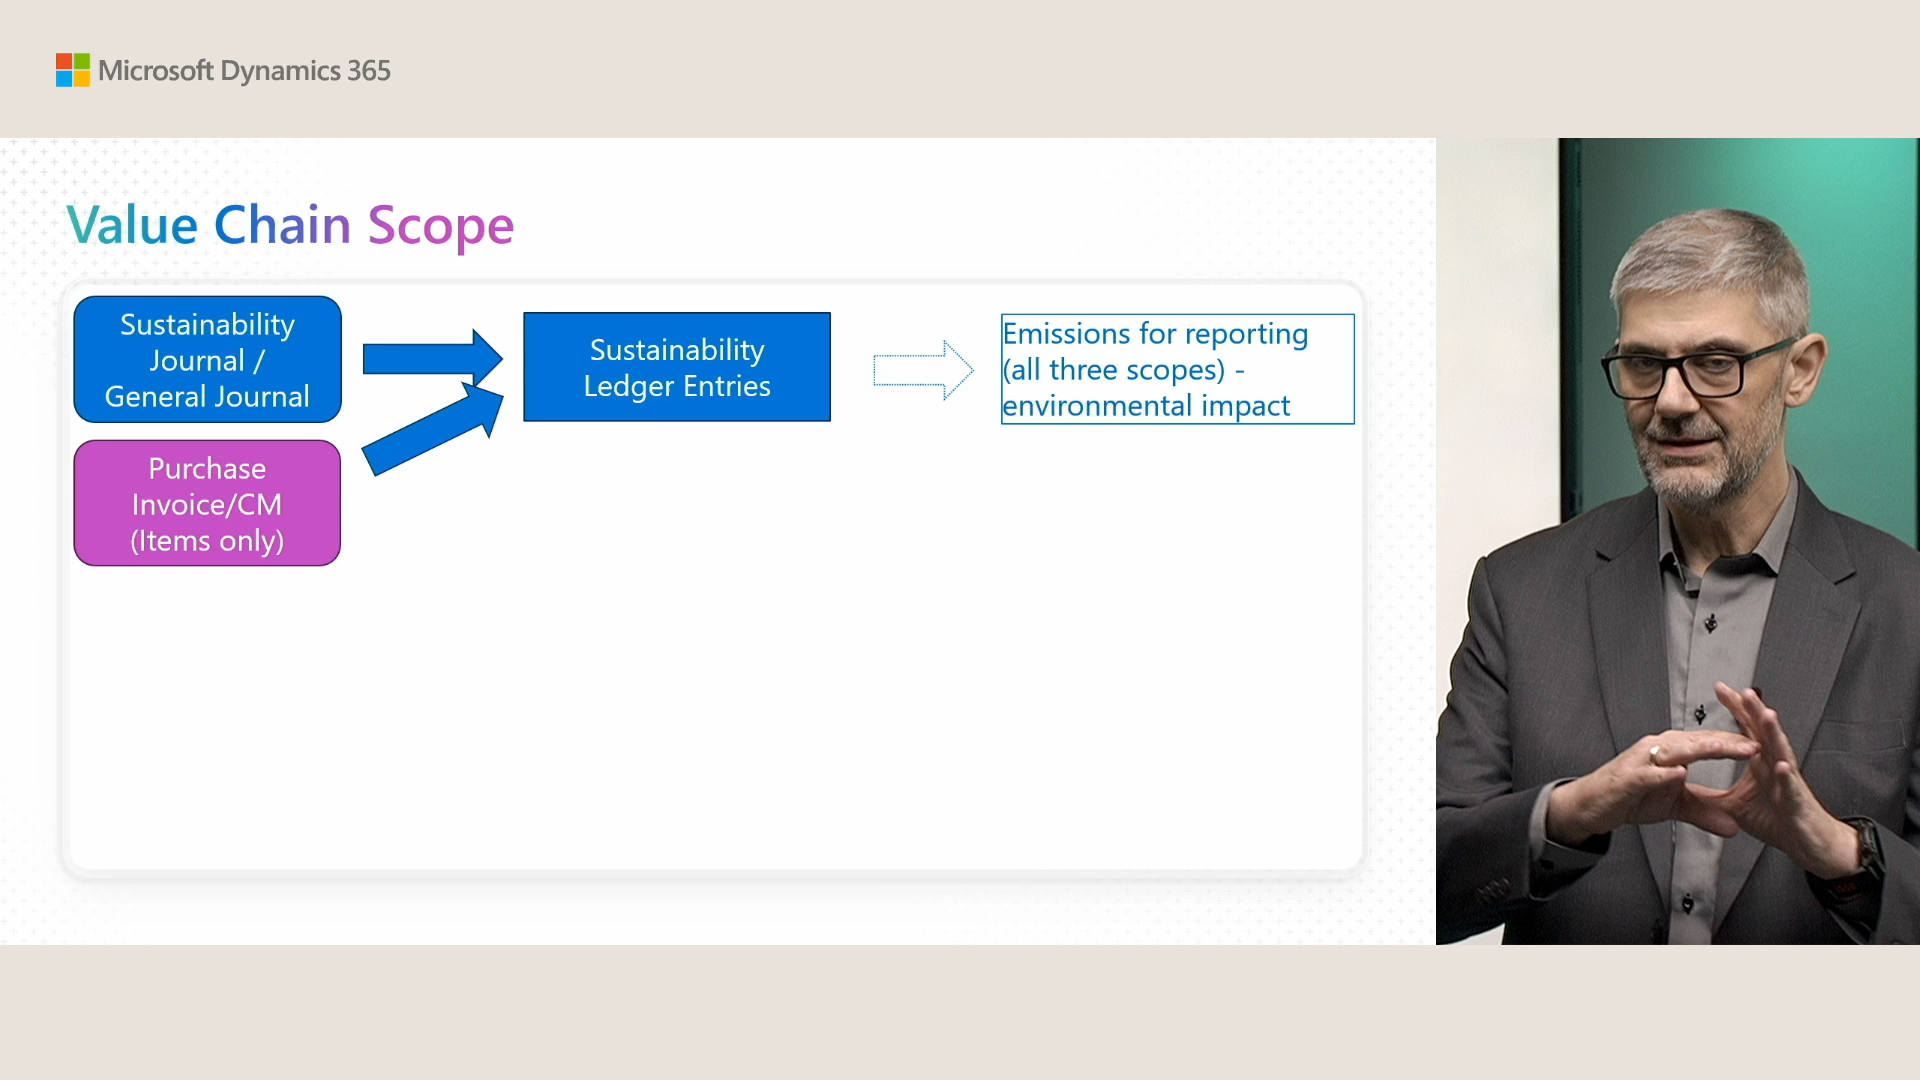 Microsoft Dynamics 365
Value Chain Scope
Sustainability
Journal /
General Journal
Sustainability
Ledger Entries
Emissions for reporting
(all three scopes) -
environmental impact
Purchase
Invoice/CM
(Items only)